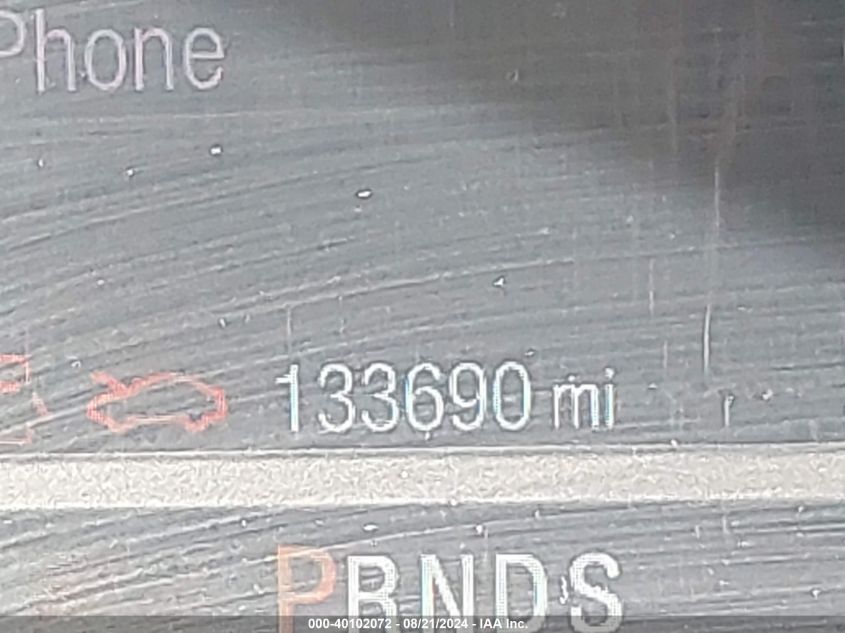 Phone
133690 mi
PRNDS
000-40102072 - 08/21/2024 - IAA Inc.